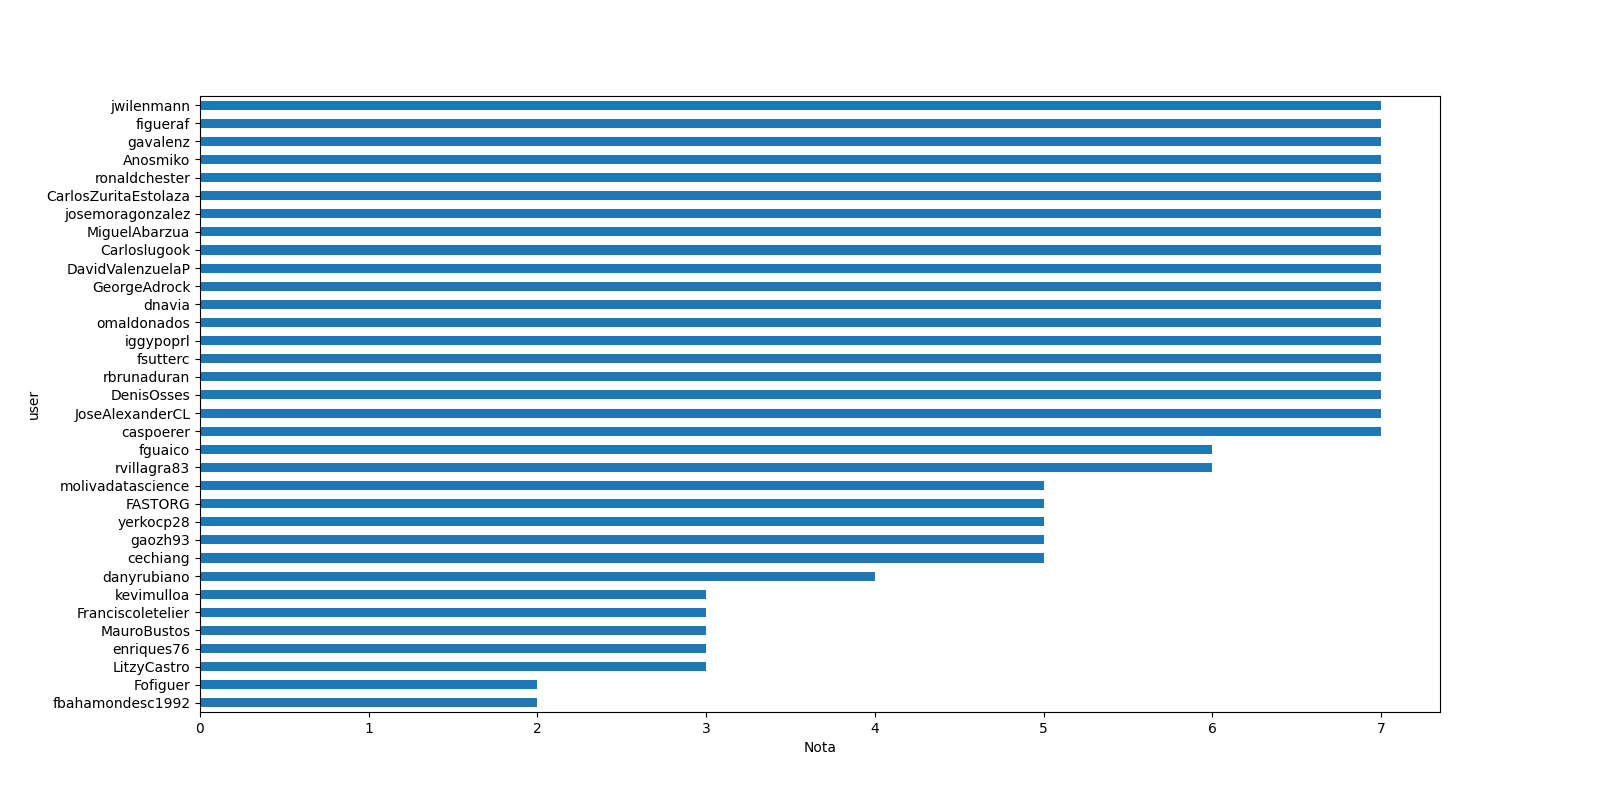 jwilenmann
figueraf
gavalenz
Anosmiko
ronaldchester
CarlosZuritaEstolaza
josemoragonzalez
MiguelAbarzua
Carloslugook
DavidValenzuelaP
GeorgeAdrock
dnavia
omaldonados
iggypoprl
fsutterc
rbrunaduran
DenisOsses
JoseAlexanderCL
caspoerer
fguaico
rvillagra83
molivadatascience
FASTORG
yerkocp28
gaozh93
cechiang
danyrubiano
kevimulloa
Franciscoletelier
MauroBustos
enriques76
LitzyCastro
Fofiguer
fbahamondesc1992
user
0 1 2 3 4 5 6 7
Nota